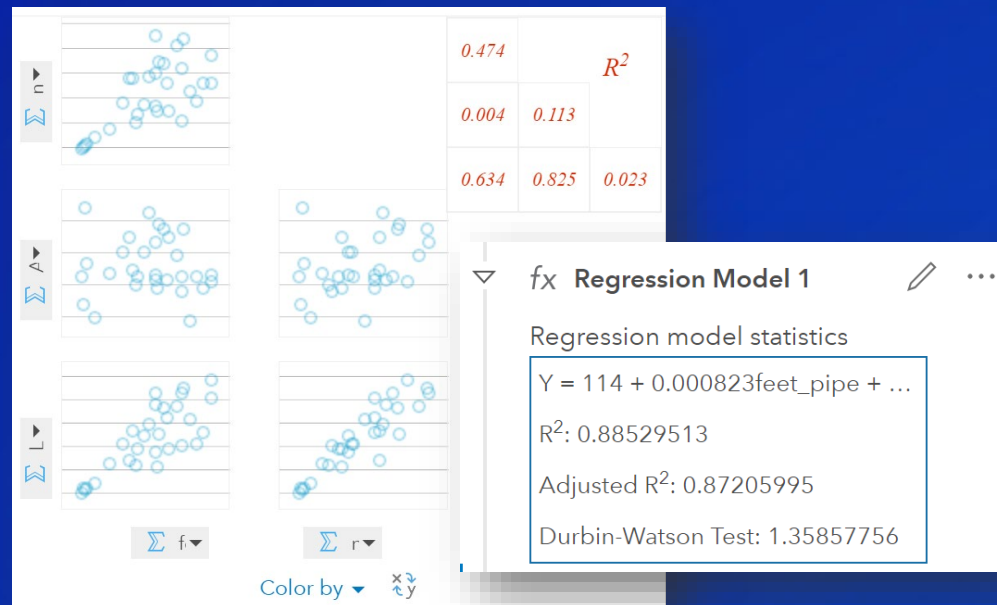 0.474
R²
n
0.004 0.113
0.634 0.825 0.023
A
fx Regression Model 1
...
Regression model statistics
Y = 114 + 0.000823feet_pipe + ...
R²: 0.88529513
L
Adjusted R²: 0.87205995
Durbin-Watson Test: 1.35857756
Σ f Σ r
Color by
x y